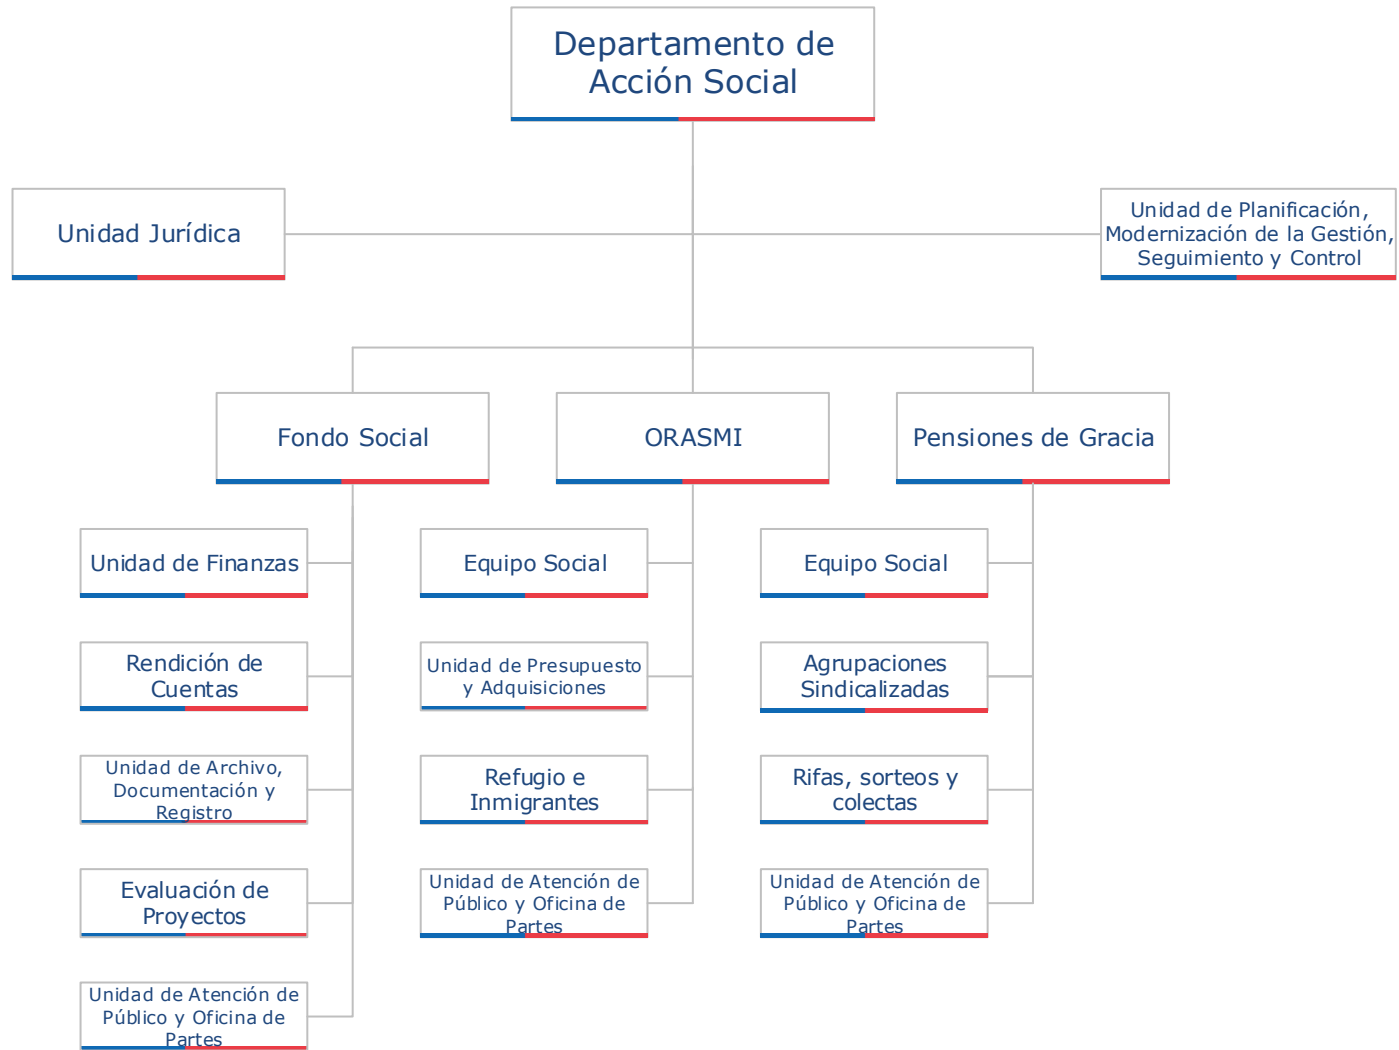 Departamento de
Acción Social
Unidad Jurídica
Unidad de Planificación,
Modernización de la Gestión,
Seguimiento y Control
Fondo Social
ORASMI
Pensiones de Gracia
Unidad de Finanzas
Equipo Social
Equipo Social
Rendición de
Cuentas
Unidad de Presupuesto
y Adquisiciones
Agrupaciones
Sindicalizadas
Unidad de Archivo,
Documentación y
Registro
Refugio e
Inmigrantes
Rifas, sorteos y
colectas
Evaluación de
Proyectos
Unidad de Atención de
Público y Oficina de
Partes
Unidad de Atención de
Público y Oficina de
Partes
Unidad de Atención de
Público y Oficina de
Partes